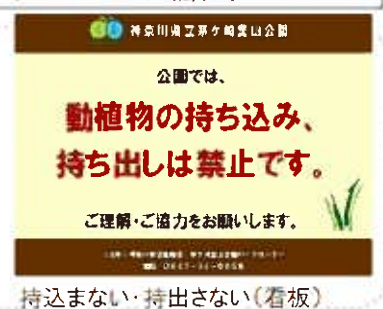 神奈川県立茅ケ崎里山公園
公園では、
動植物の持ち込み、
持ち出しは禁止です。
ご理解・ご協力をお願いします。
持込まない・持出さない（看板）